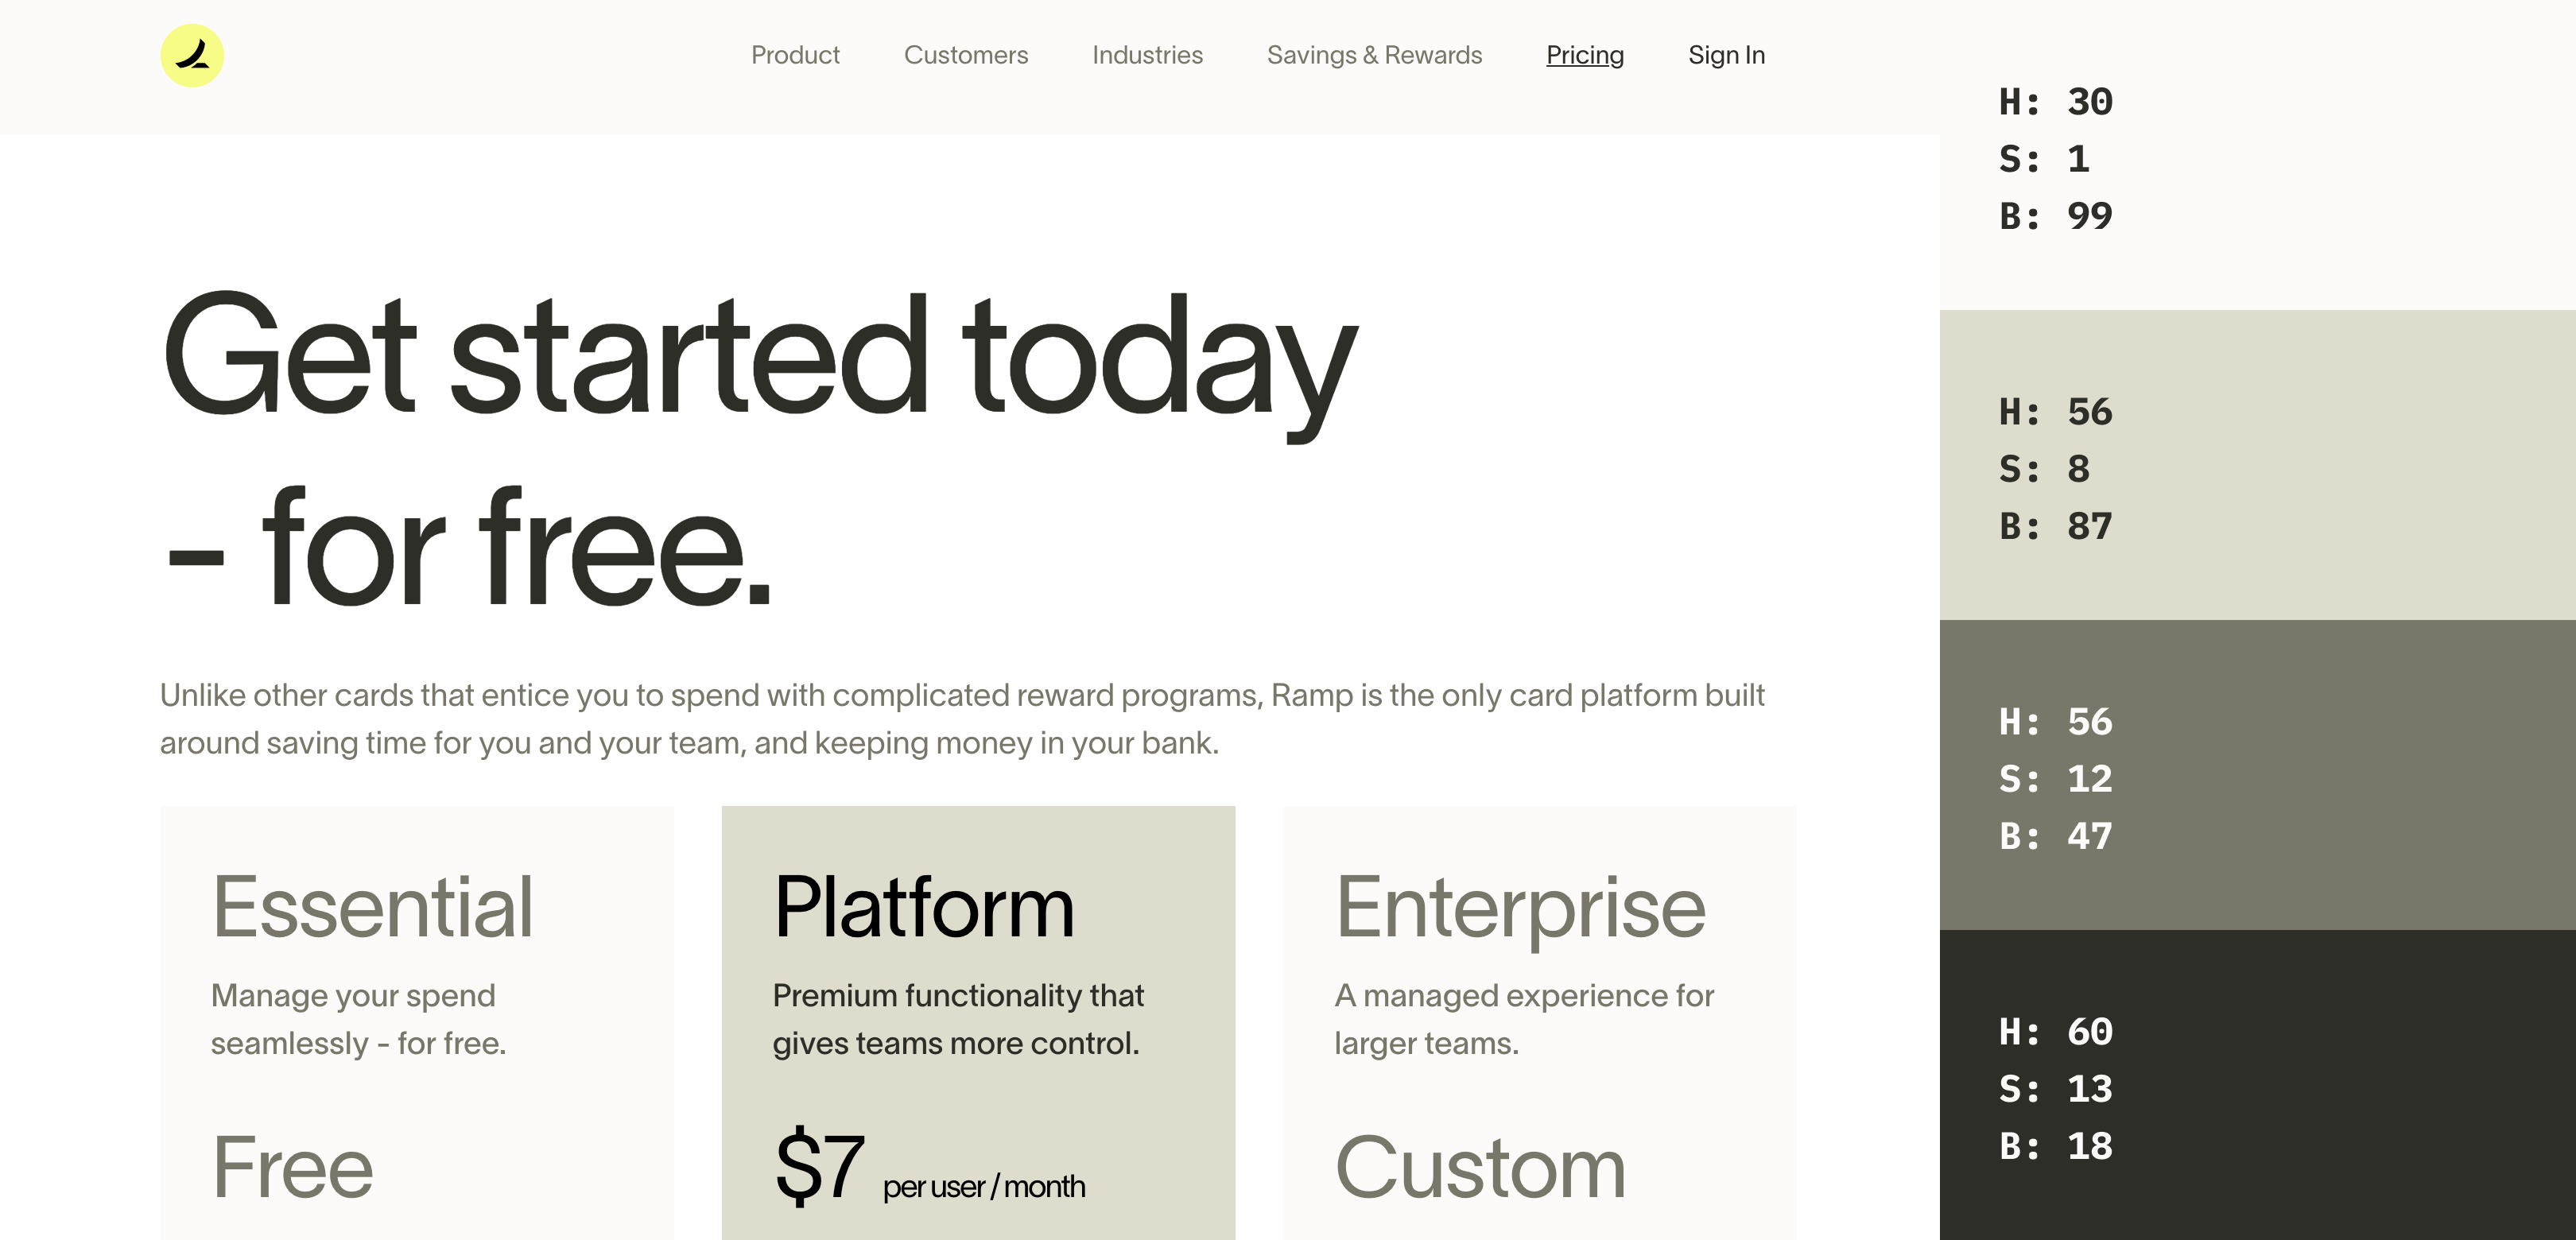 Product Customers Industries Savings & Rewards Pricing Sign In
Get started today
- for free.
Unlike other cards that entice you to spend with complicated reward programs, Ramp is the only card platform built
around saving time for you and your team, and keeping money in your bank.
Essential
Manage your spend
seamlessly - for free.
Free
Platform
Premium functionality that
gives teams more control.
$7 per user / month
Enterprise
A managed experience for
larger teams.
Custom
H: 30
S: 1
B: 99
H: 56
S: 8
B: 87
H: 56
S: 12
B: 47
H: 60
S: 13
B: 18